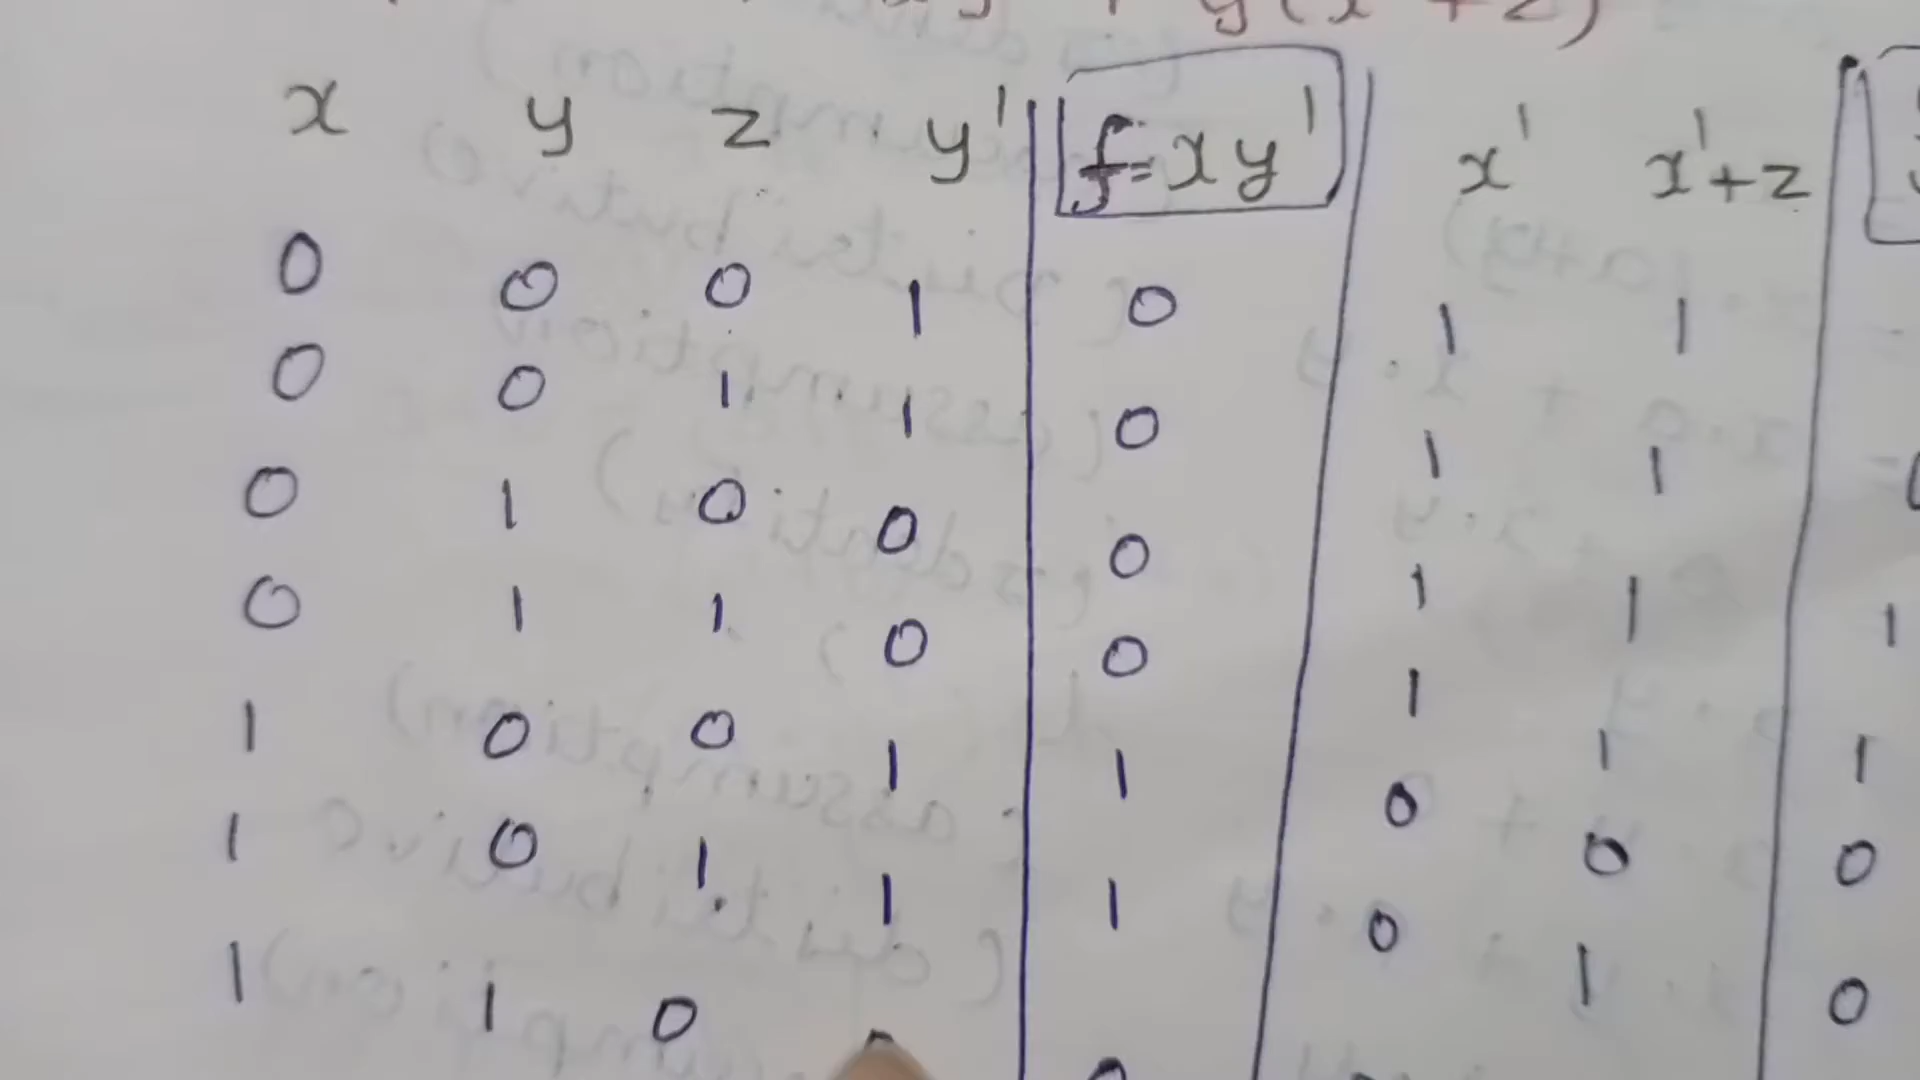 y(x'+z)
x y z y' f=xy' x' x'+z
0 0 0 1 0 1 1
0 0 1 1 0 1 1 0
0 1 0 0 0 1 1 1
0 1 1 0 0 1 1 1
1 0 0 1 1 0 0 0
1 0 1 1 1 0 1 0
1 1 0